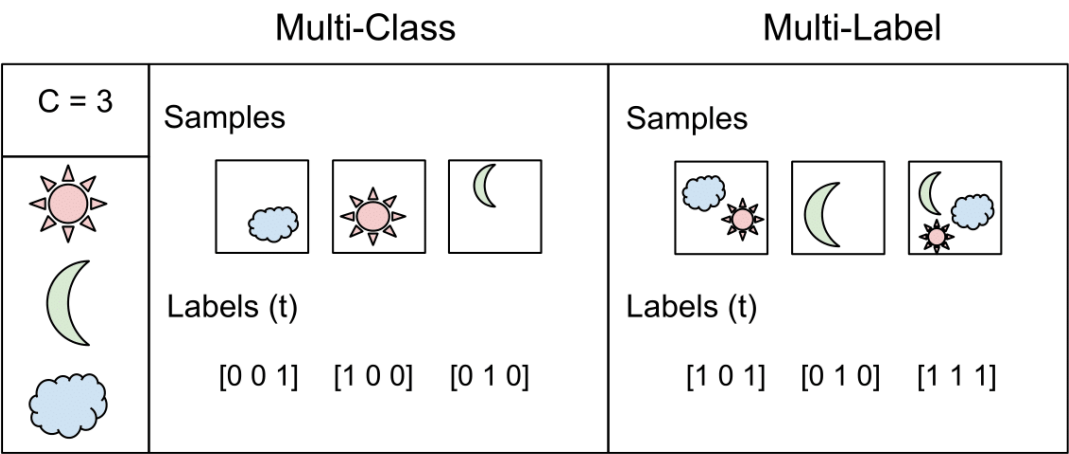 Multi-Class
Multi-Label
C = 3
Samples
Labels (t)
[0 0 1] [1 0 0] [0 1 0]
Samples
Labels (t)
[1 0 1] [0 1 0] [1 1 1]